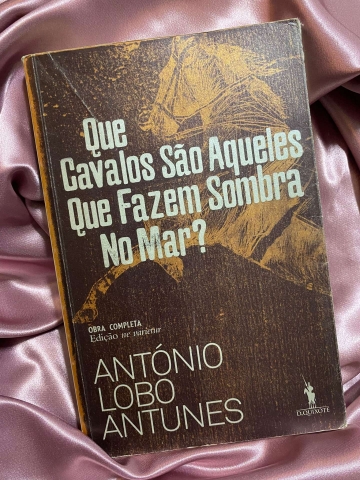 Que
Cavalos São Aqueles
Que Fazem Sombra
No Mar?
OBRA COMPLETA
Edição ne varietur
ANTÓNIO
LOBO
ANTUNES
D.QUIXOTE